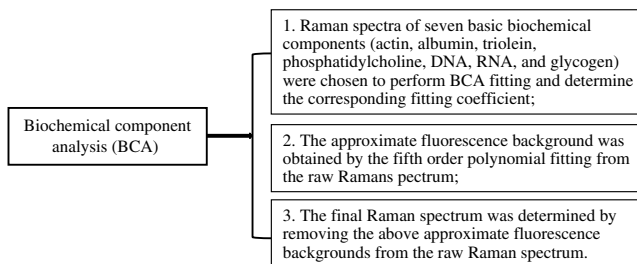 Biochemical component
analysis (BCA)
1. Raman spectra of seven basic biochemical
components (actin, albumin, triolein,
phosphatidylcholine, DNA, RNA, and glycogen)
were chosen to perform BCA fitting and determine
the corresponding fitting coefficient;
2. The approximate fluorescence background was
obtained by the fifth order polynomial fitting from
the raw Ramans pectrum;
3. The final Raman spectrum was determined by
removing the above approximate fluorescence
backgrounds from the raw Raman spectrum.